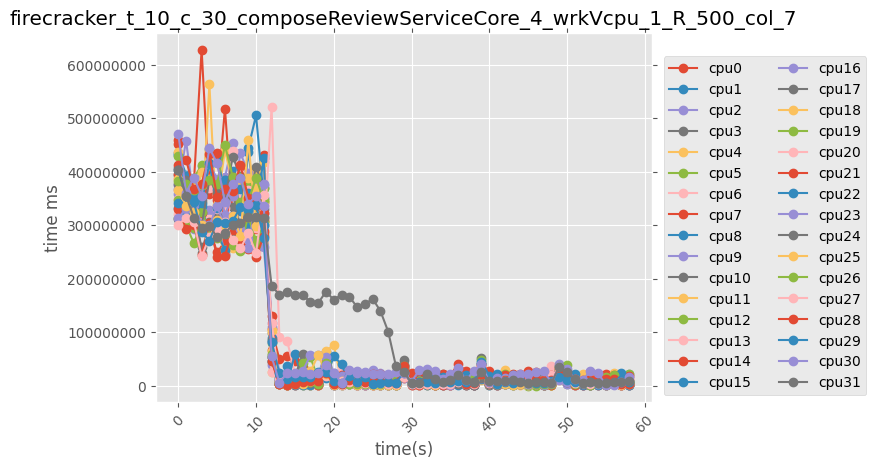 firecracker_t_10_c_30_composeReviewServiceCore_4_wrkVcpu_1_R_500_col_7
600000000
500000000
400000000
300000000
200000000
100000000
0
time ms
0
10
20
30
40
50
60
time(s)
cpu0
cpu1
cpu2
cpu3
cpu4
cpu5
cpu6
cpu7
cpu8
cpu9
cpu10
cpu11
cpu12
cpu13
cpu14
cpu15
cpu16
cpu17
cpu18
cpu19
cpu20
cpu21
cpu22
cpu23
cpu24
cpu25
cpu26
cpu27
cpu28
cpu29
cpu30
cpu31